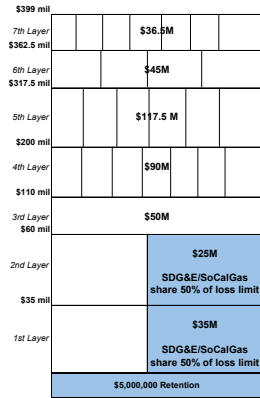 $399 mil
7th Layer
$36.5M
$362.5 mil
6th Layer
$45M
$317.5 mil
5th Layer
$117.5 M
$200 mil
4th Layer
$90M
$110 mil
3rd Layer
$50M
$60 mil
$25M
2nd Layer
SDG&E/SoCalGas
share 50% of loss limit
$35 mil
$35M
1st Layer
SDG&E/SoCalGas
share 50% of loss limit
$5,000,000 Retention